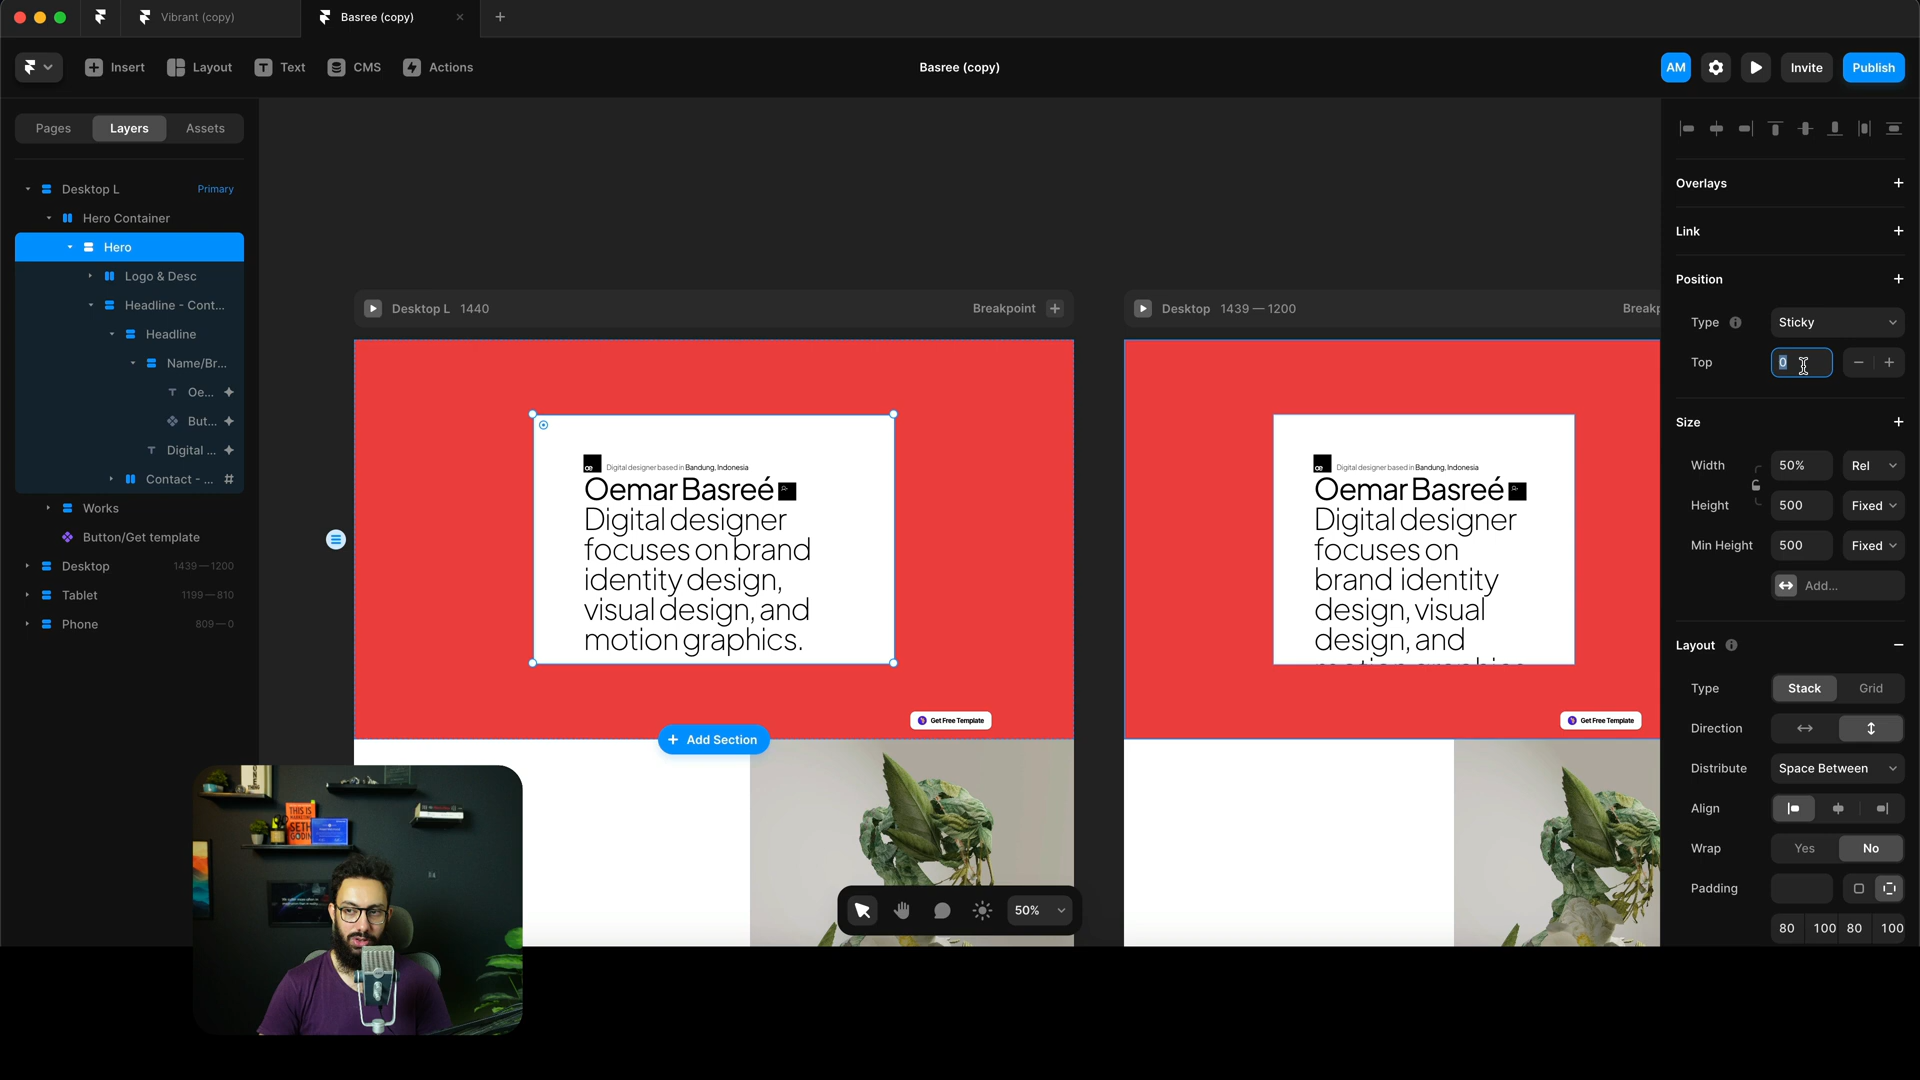 Vibrant (copy)
Basree (copy)
Insert
Layout
Text
CMS
Actions
Basree (copy)
AM
Invite
Publish
Pages
Layers
Assets
Desktop L
Primary
Hero Container
Hero
Logo & Desc
Headline - Cont...
Headline
Name/Br...
Oe...
But...
Digital ...
Contact - ...
Works
Button/Get template
Desktop
1439 — 1200
Tablet
1199 — 810
Phone
809 — 0
Desktop L 1440
Breakpoint
Desktop 1439 — 1200
Breakp
Digital designer based in Bandung, Indonesia
Oemar Basreé
Digital designer
focuses on brand
identity design,
visual design, and
motion graphics.
Get Free Template
Add Section
Digital designer based in Bandung, Indonesia
Oemar Basreé
Digital designer
focuses on
brand identity
design, visual
design, and
motion graphics
Get Free Template
50%
Overlays
Link
Position
Type
Sticky
Top
0
Size
Width
50%
Rel
Height
500
Fixed
Min Height
500
Fixed
Add...
Layout
Type
Stack
Grid
Direction
Distribute
Space Between
Align
Wrap
Yes
No
Padding
80 100 80 100
THIS IS
MARKETING
SETH
GODIN